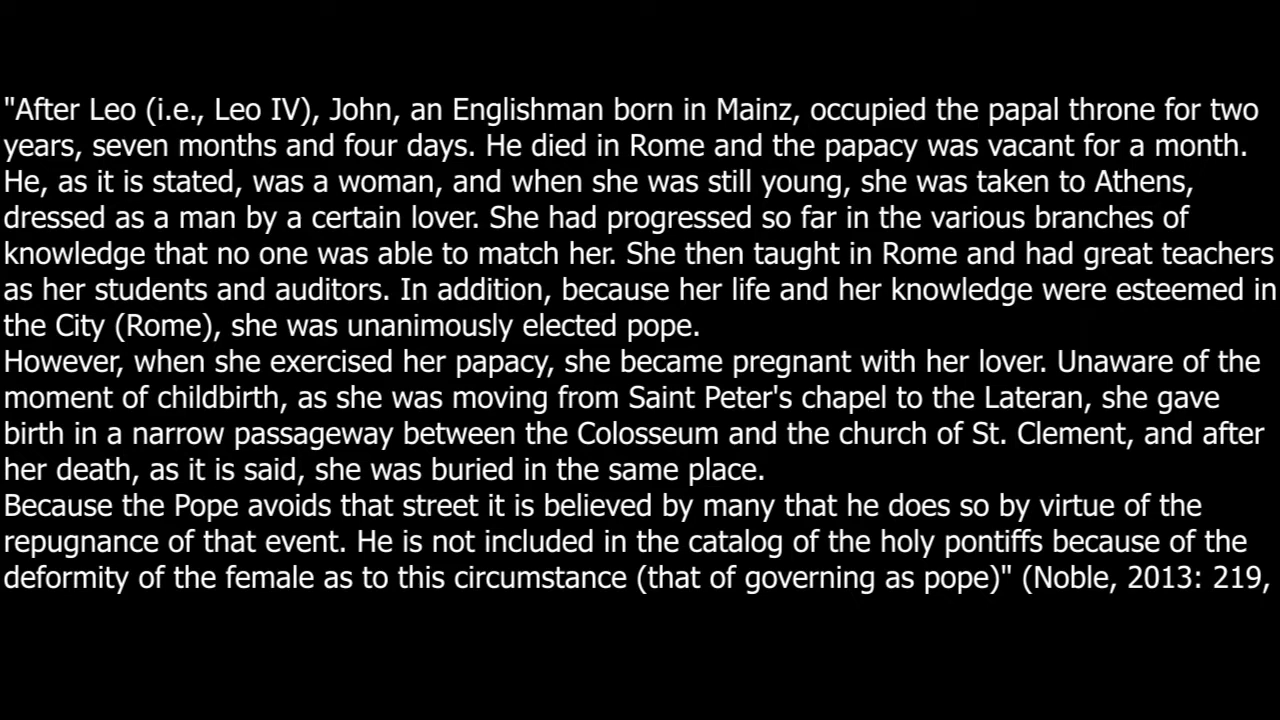 "After Leo (i.e., Leo IV), John, an Englishman born in Mainz, occupied the papal throne for two
years, seven months and four days. He died in Rome and the papacy was vacant for a month.
He, as it is stated, was a woman, and when she was still young, she was taken to Athens,
dressed as a man by a certain lover. She had progressed so far in the various branches of
knowledge that no one was able to match her. She then taught in Rome and had great teachers
as her students and auditors. In addition, because her life and her knowledge were esteemed in
the City (Rome), she was unanimously elected pope.
However, when she exercised her papacy, she became pregnant with her lover. Unaware of the
moment of childbirth, as she was moving from Saint Peter's chapel to the Lateran, she gave
birth in a narrow passageway between the Colosseum and the church of St. Clement, and after
her death, as it is said, she was buried in the same place.
Because the Pope avoids that street it is believed by many that he does so by virtue of the
repugnance of that event. He is not included in the catalog of the holy pontiffs because of the
deformity of the female as to this circumstance (that of governing as pope)" (Noble, 2013: 219,